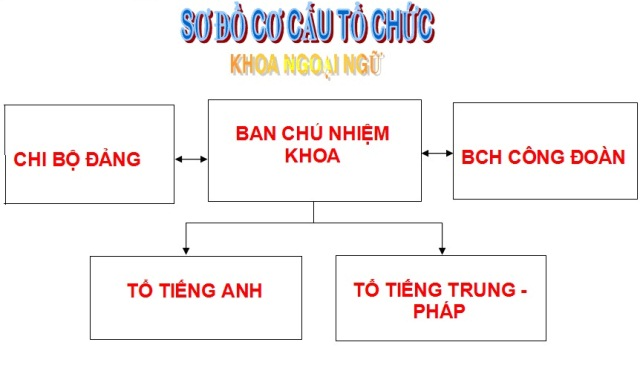 SƠ ĐỒ CƠ CẤU TỔ CHỨC
KHOA NGOẠI NGỮ
CHI BỘ ĐẢNG
BAN CHỦ NHIỆM
KHOA
BCH CÔNG ĐOÀN
TỔ TIẾNG ANH
TỔ TIẾNG TRUNG -
PHÁP